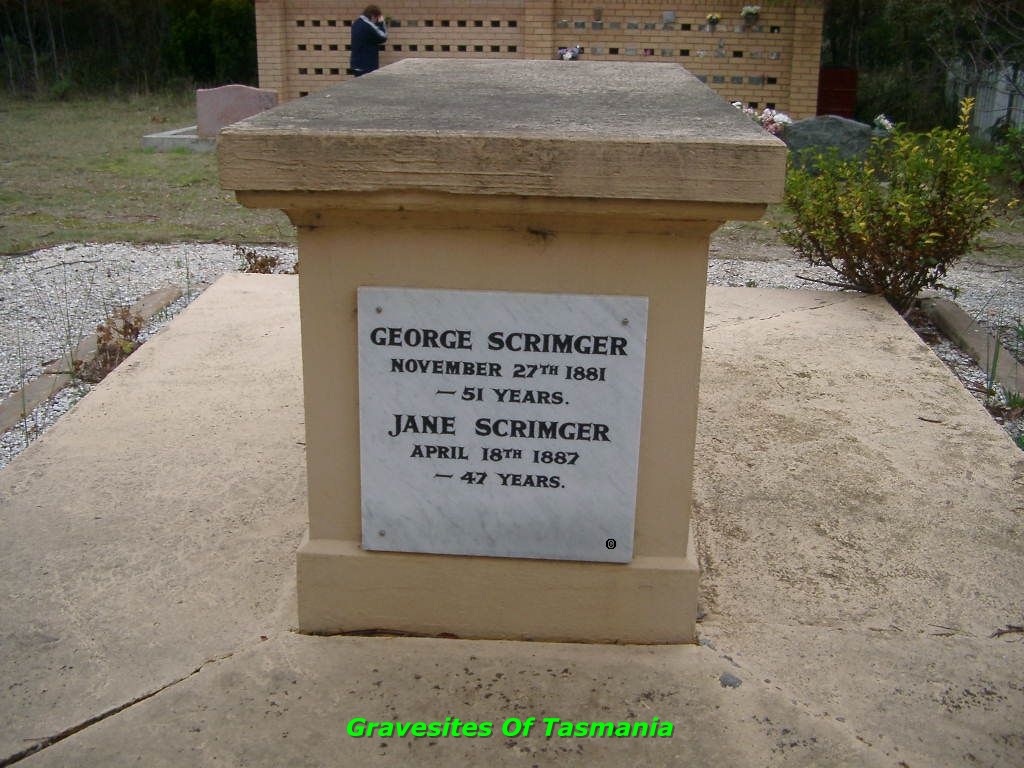 GEORGE SCRIMGER
NOVEMBER 27TH 1881
— 51 YEARS.
JANE SCRIMGER
APRIL 18TH 1887
— 47 YEARS.
Gravesites Of Tasmania